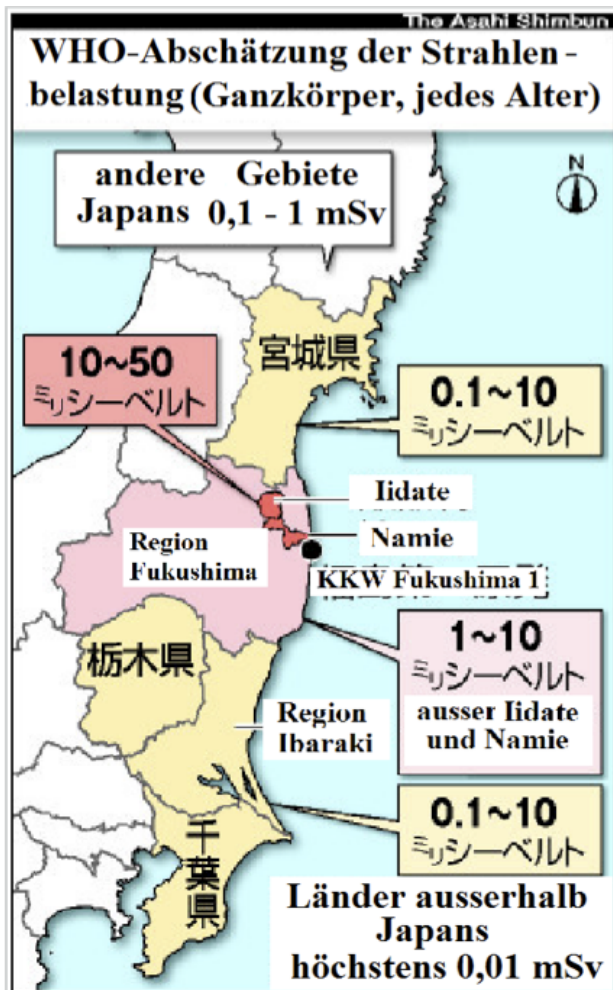 The Asahi Shimbun
WHO-Abschätzung der Strahlen -
belastung (Ganzkörper, jedes Alter)
andere Gebiete
Japans 0,1 - 1 mSv
N
宮城県
10~50
ミリシーベルト
0.1~10
ミリシーベルト
Iidate
Namie
Region
Fukushima
KKW Fukushima 1
栃木県
1~10
ミリシーベルト
ausser Iidate
und Namie
Region
Ibaraki
0.1~10
ミリシーベルト
千葉県
Länder ausserhalb
Japans
höchstens 0,01 mSv